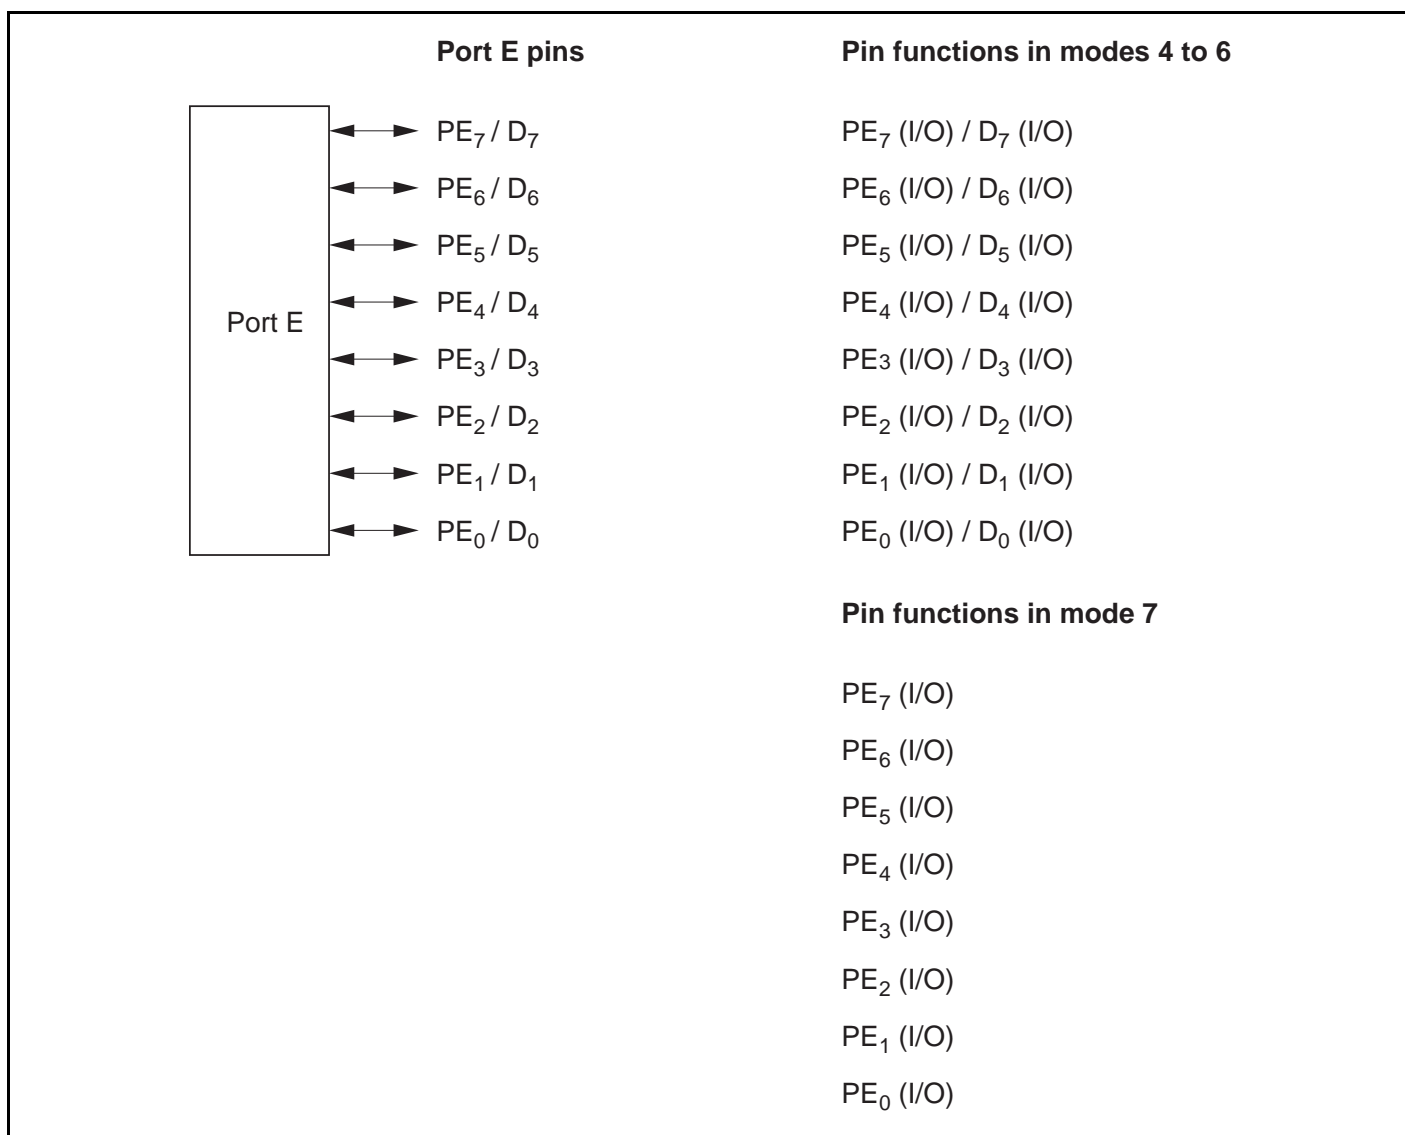 Port E pins Pin functions in modes 4 to 6
PE₇ / D₇ PE₇ (I/O) / D₇ (I/O)
PE₆ / D₆ PE₆ (I/O) / D₆ (I/O)
PE₅ / D₅ PE₅ (I/O) / D₅ (I/O)
PE₄ / D₄ PE₄ (I/O) / D₄ (I/O)
Port E
PE₃ / D₃ PE3 (I/O) / D₃ (I/O)
PE₂ / D₂ PE₂ (I/O) / D₂ (I/O)
PE₁ / D₁ PE₁ (I/O) / D₁ (I/O)
PE₀ / D₀ PE₀ (I/O) / D₀ (I/O)
Pin functions in mode 7
PE₇ (I/O)
PE₆ (I/O)
PE₅ (I/O)
PE₄ (I/O)
PE₃ (I/O)
PE₂ (I/O)
PE₁ (I/O)
PE₀ (I/O)